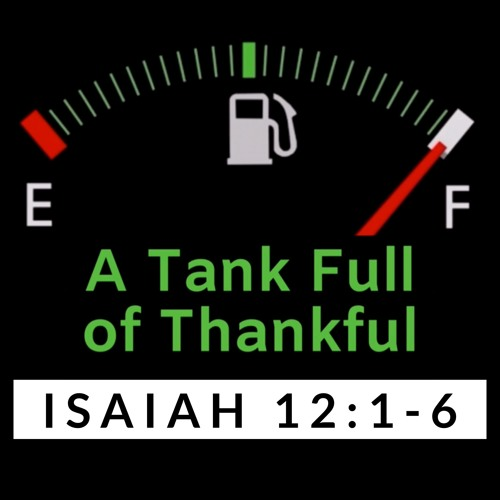 E F
A Tank Full
of Thankful
ISAIAH 12:1-6